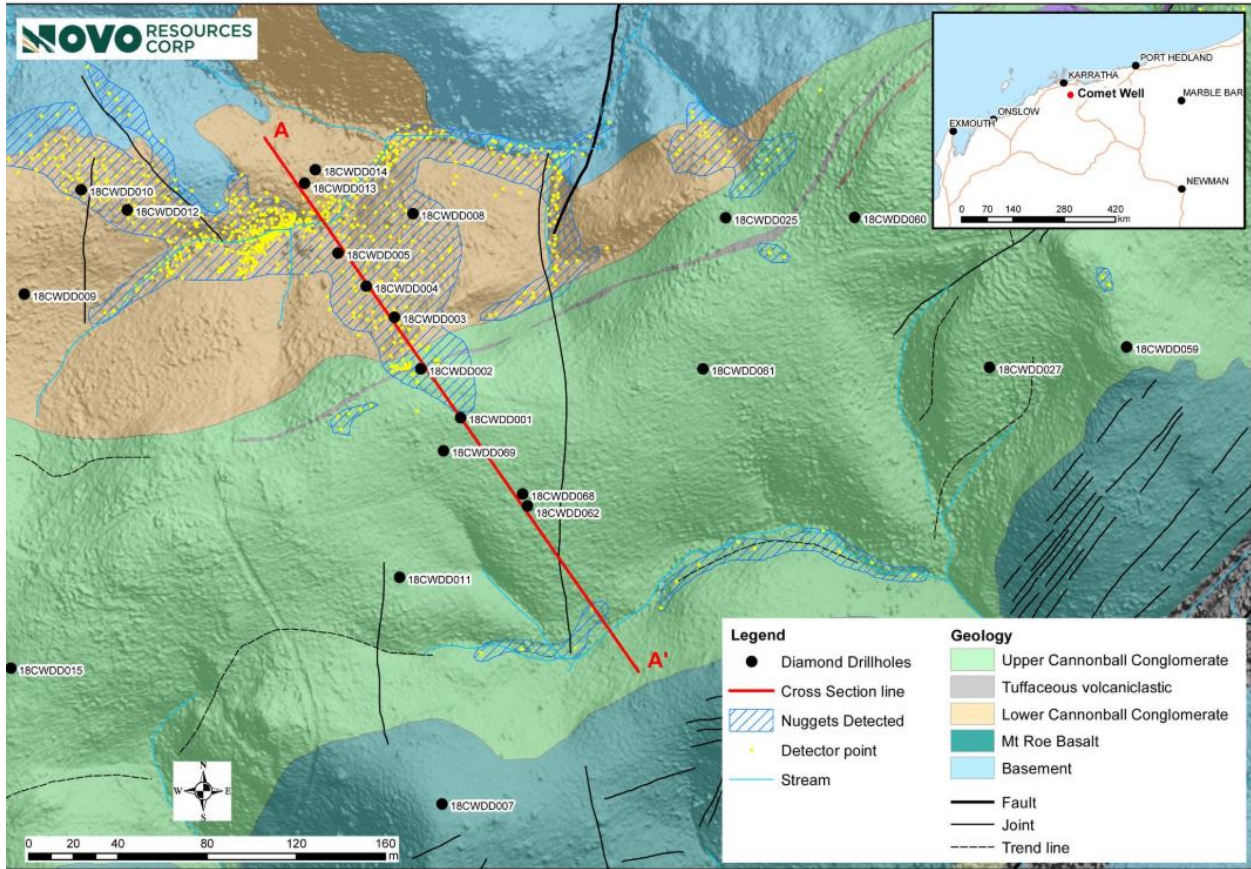 NOVO RESOURCES CORP
PORT HEDLAND
KARRATHA
Comet Well
MARBLE BAR
ONSLOW
EXMOUTH
NEWMAN
0 70 140 280 420
km
A
18CWDD014
18CWDD013
18CWDD010
18CWDD012
18CWDD008
18CWDD025
18CWDD060
18CWDD005
18CWDD004
18CWDD009
18CWDD003
18CWDD059
18CWDD002
18CWDD061
18CWDD027
18CWDD001
18CWDD069
18CWDD068
18CWDD062
18CWDD011
A'
18CWDD015
18CWDD007
N
W E
S
0 20 40 80 120 160
m
Legend
Diamond Drillholes
Cross Section line
Nuggets Detected
Detector point
Stream
Geology
Upper Cannonball Conglomerate
Tuffaceous volcaniclastic
Lower Cannonball Conglomerate
Mt Roe Basalt
Basement
Fault
Joint
Trend line